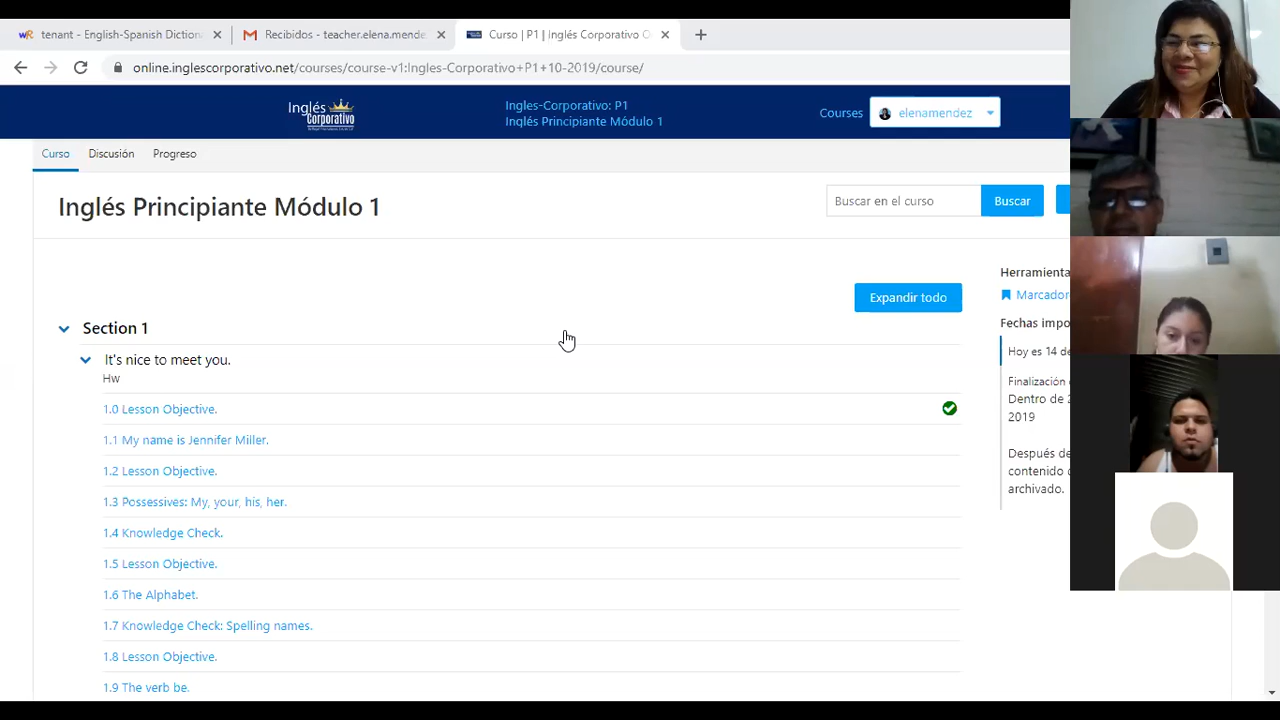 tenant - English-Spanish Diction
Recibidos - teacher.elena.mende
Curso | P1 | Inglés Corporativo O
online.inglescorporativo.net/courses/course-v1:Ingles-Corporativo+P1+10-2019/course/
Inglés
Corporativo
Ingles-Corporativo: P1
Inglés Principiante Módulo 1
Courses
elenamendez
Curso
Discusión
Progreso
Inglés Principiante Módulo 1
Buscar en el curso
Buscar
Expandir todo
Herramienta
Marcador
Fechas impo
Hoy es 14 de
Finalización
Dentro de 2
2019
Después de
contenido
archivado.
Section 1
It's nice to meet you.
Hw
1.0 Lesson Objective.
1.1 My name is Jennifer Miller.
1.2 Lesson Objective.
1.3 Possessives: My, your, his, her.
1.4 Knowledge Check.
1.5 Lesson Objective.
1.6 The Alphabet.
1.7 Knowledge Check: Spelling names.
1.8 Lesson Objective.
1.9 The verb be.